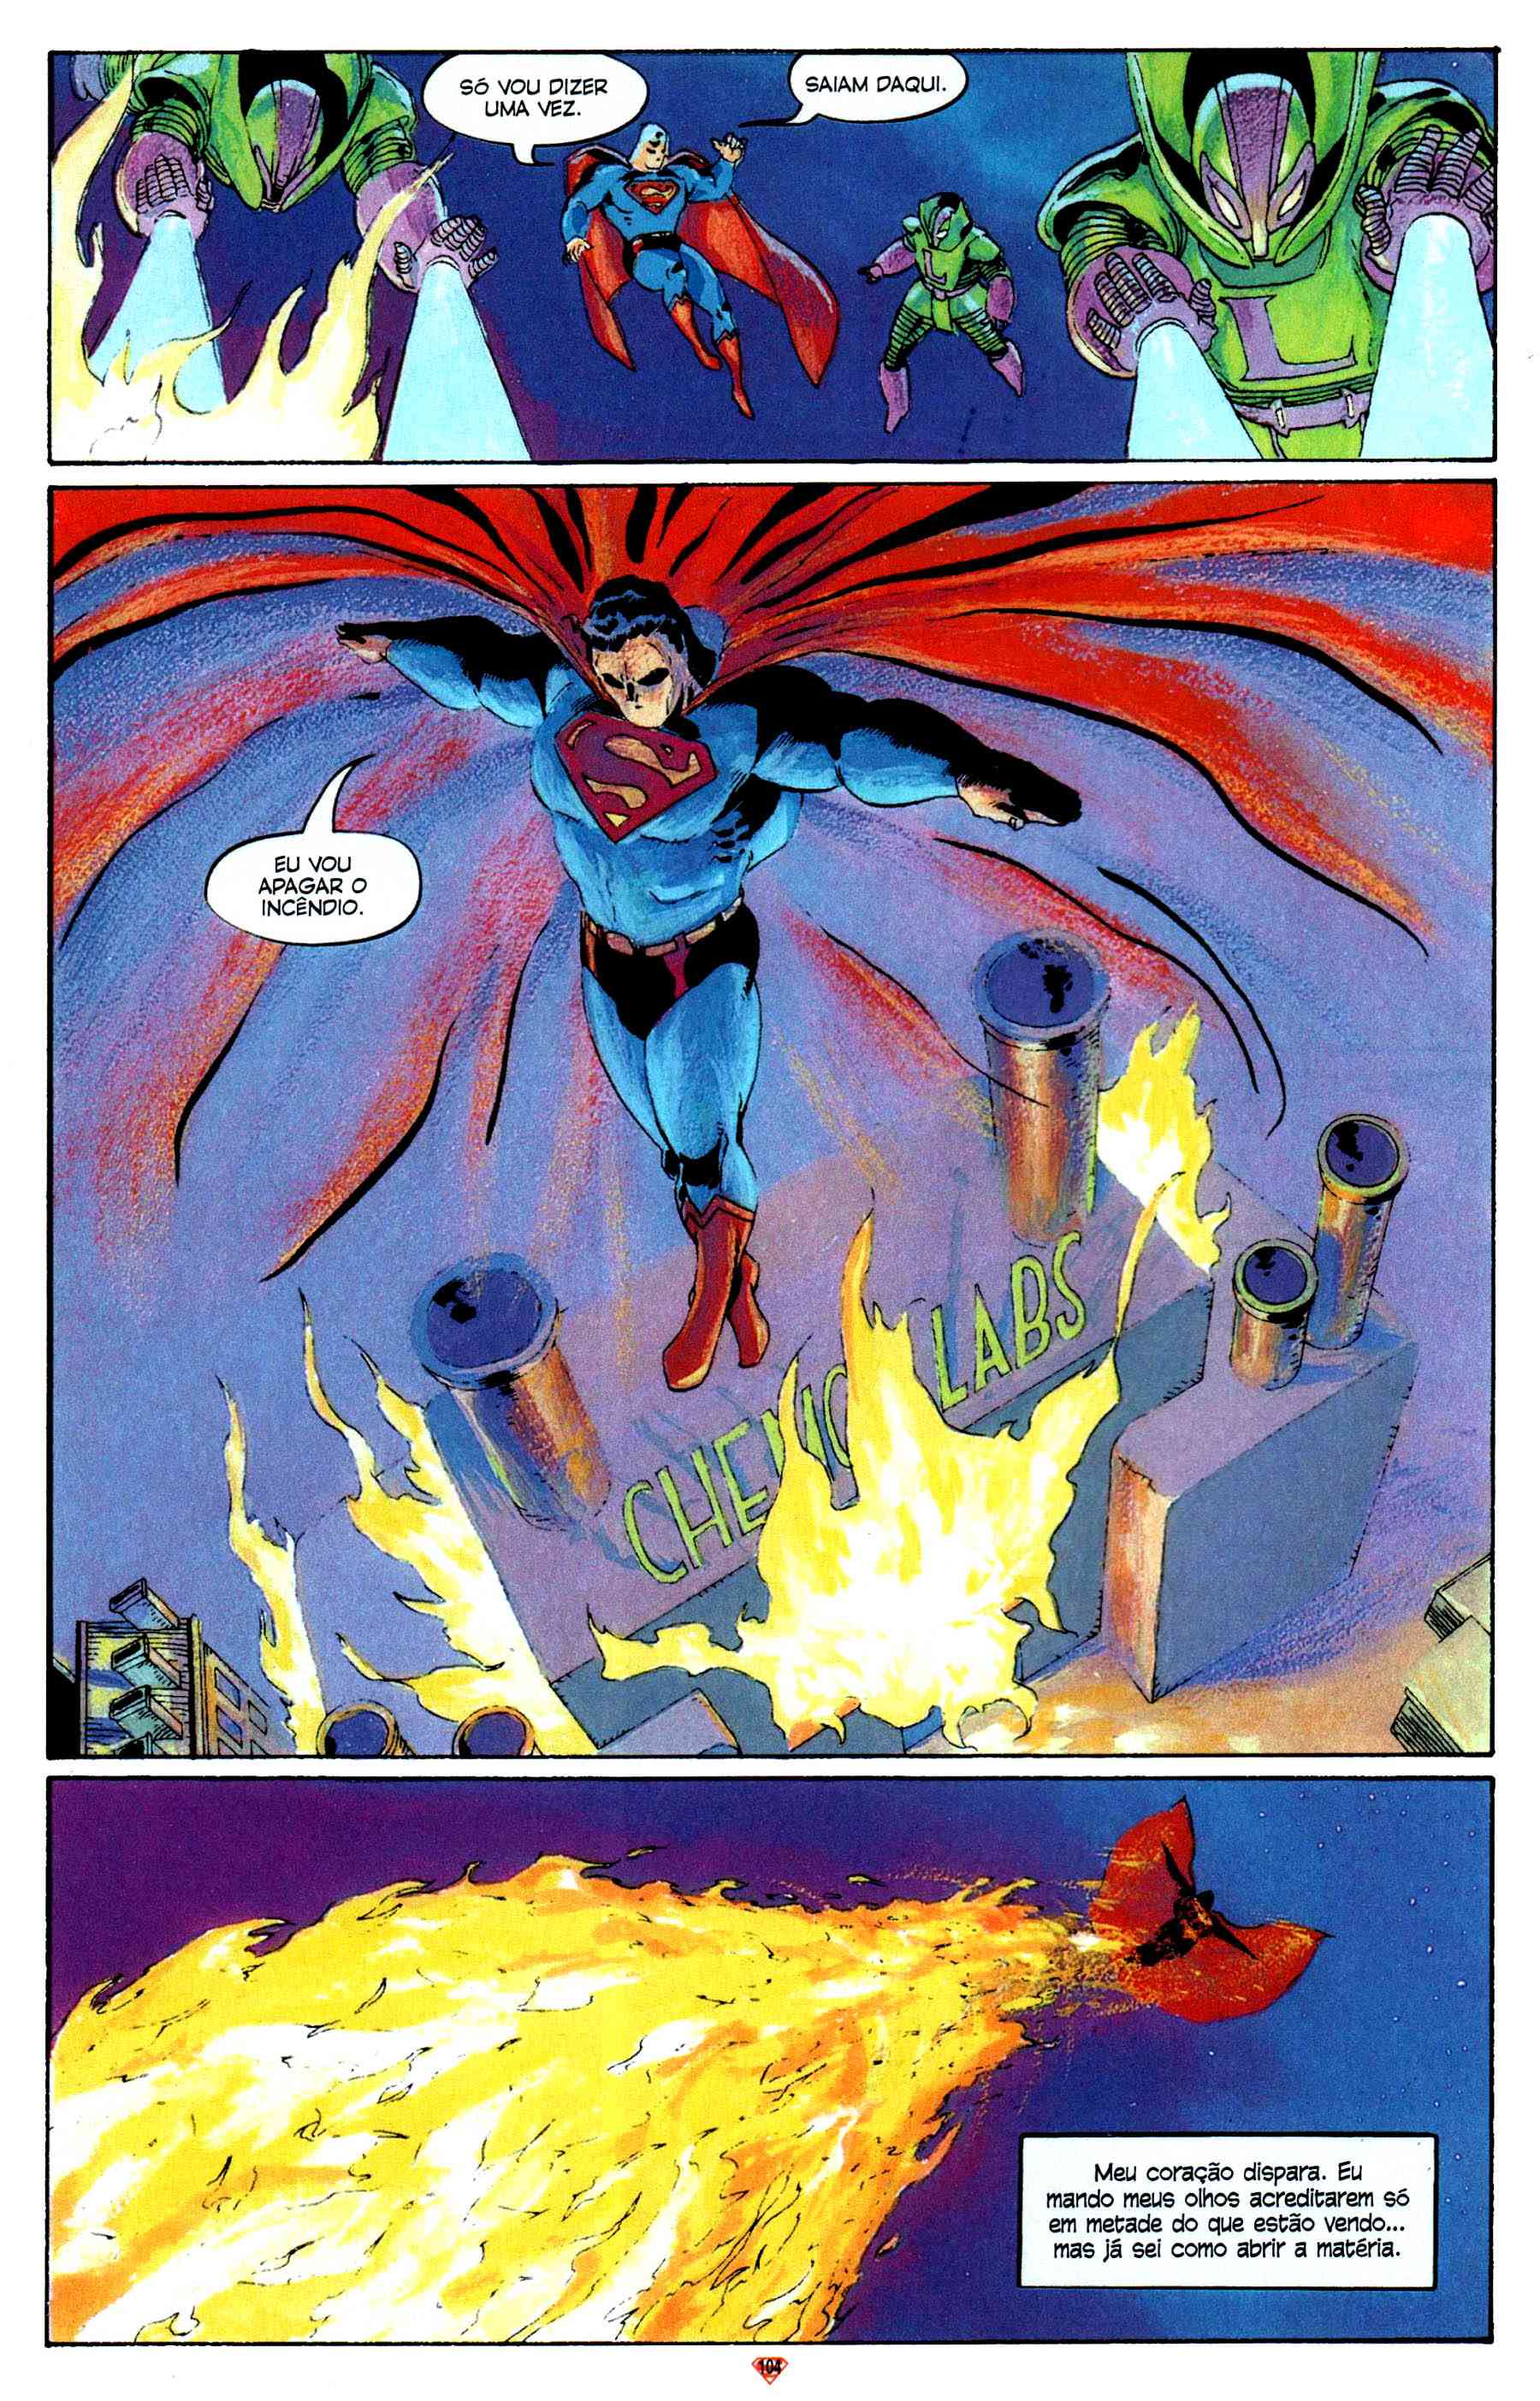 SÓ VOU DIZER
UMA VEZ.
SAIAM DAQUI.
L
L
EU VOU
APAGAR O
INCÊNDIO.
LABS
Meu coração dispara. Eu
mando meus olhos acreditarem só
em metade do que estão vendo...
mas já sei como abrir a matéria.
104